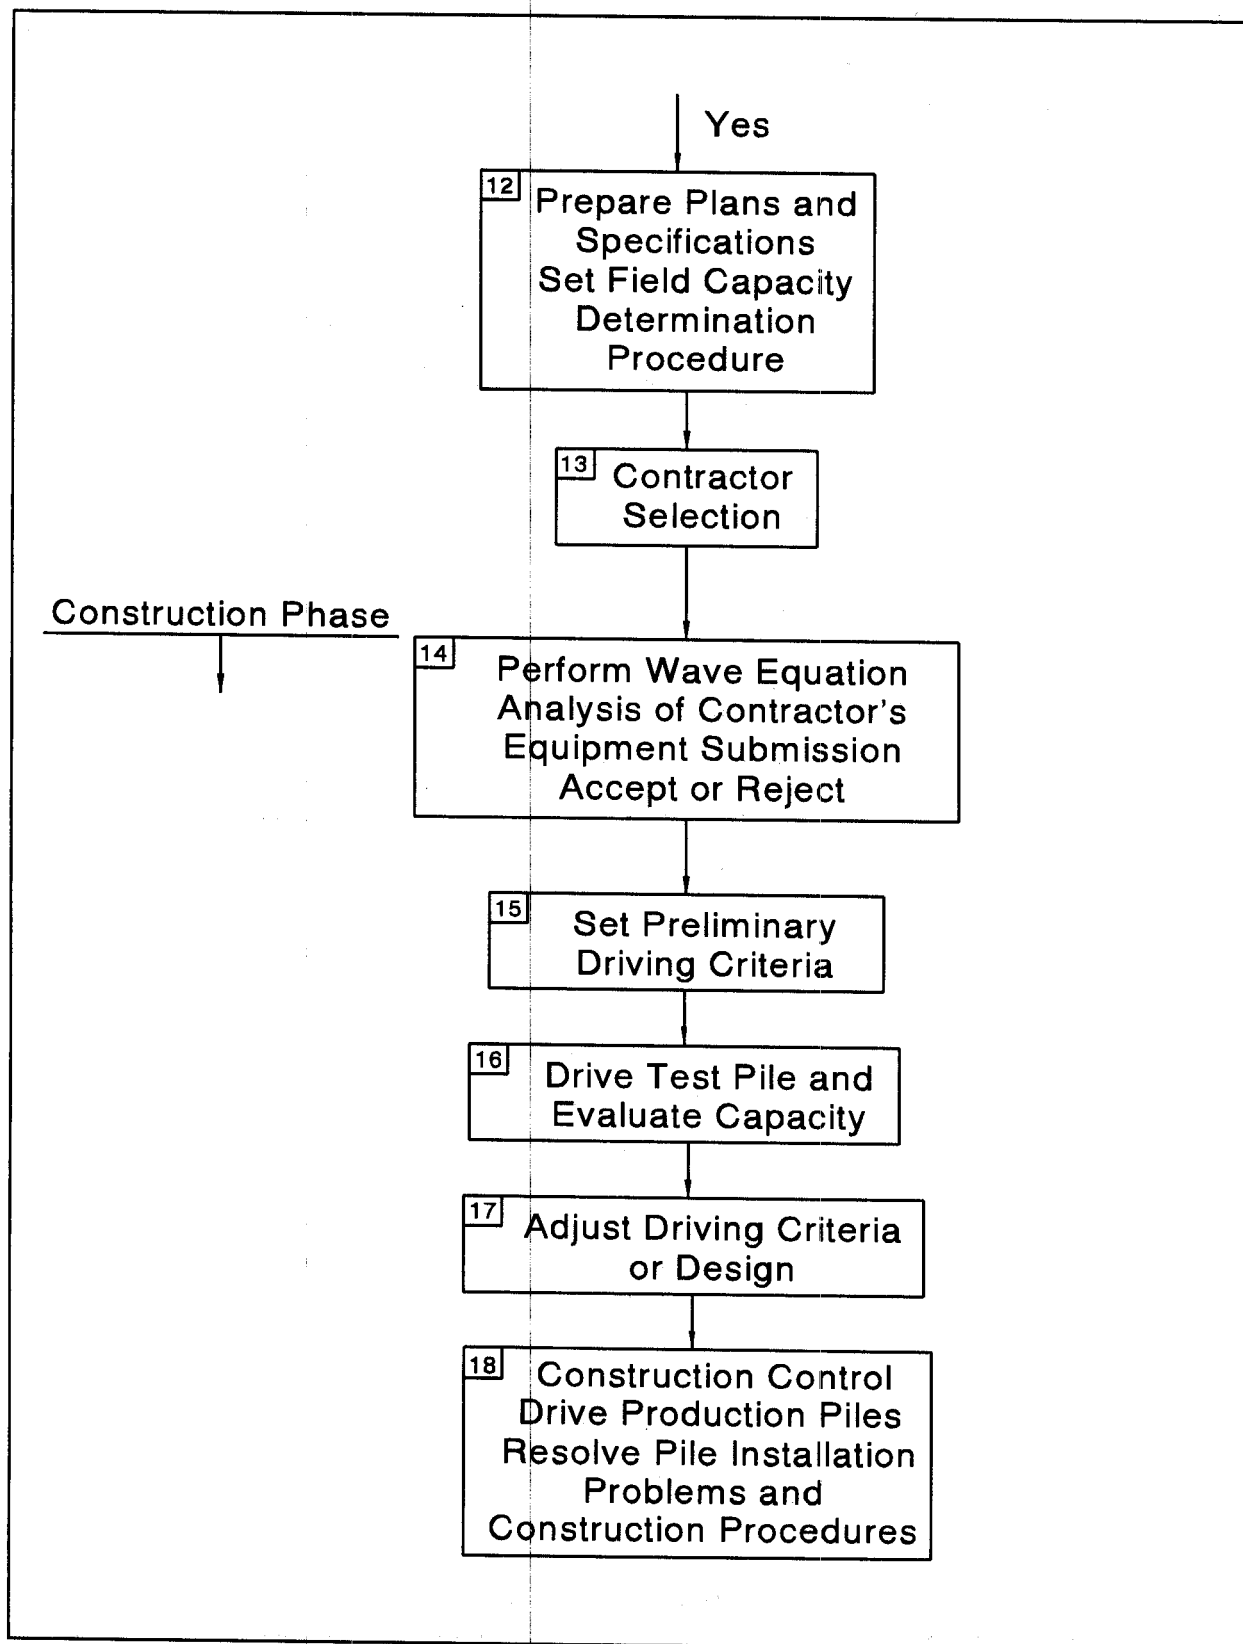 Yes
12
Prepare Plans and
Specifications
Set Field Capacity
Determination
Procedure
13
Contractor
Selection
Construction Phase
14
Perform Wave Equation
Analysis of Contractor's
Equipment Submission
Accept or Reject
15
Set Preliminary
Driving Criteria
16
Drive Test Pile and
Evaluate Capacity
17
Adjust Driving Criteria
or Design
18
Construction Control
Drive Production Piles
Resolve Pile Installation
Problems and
Construction Procedures